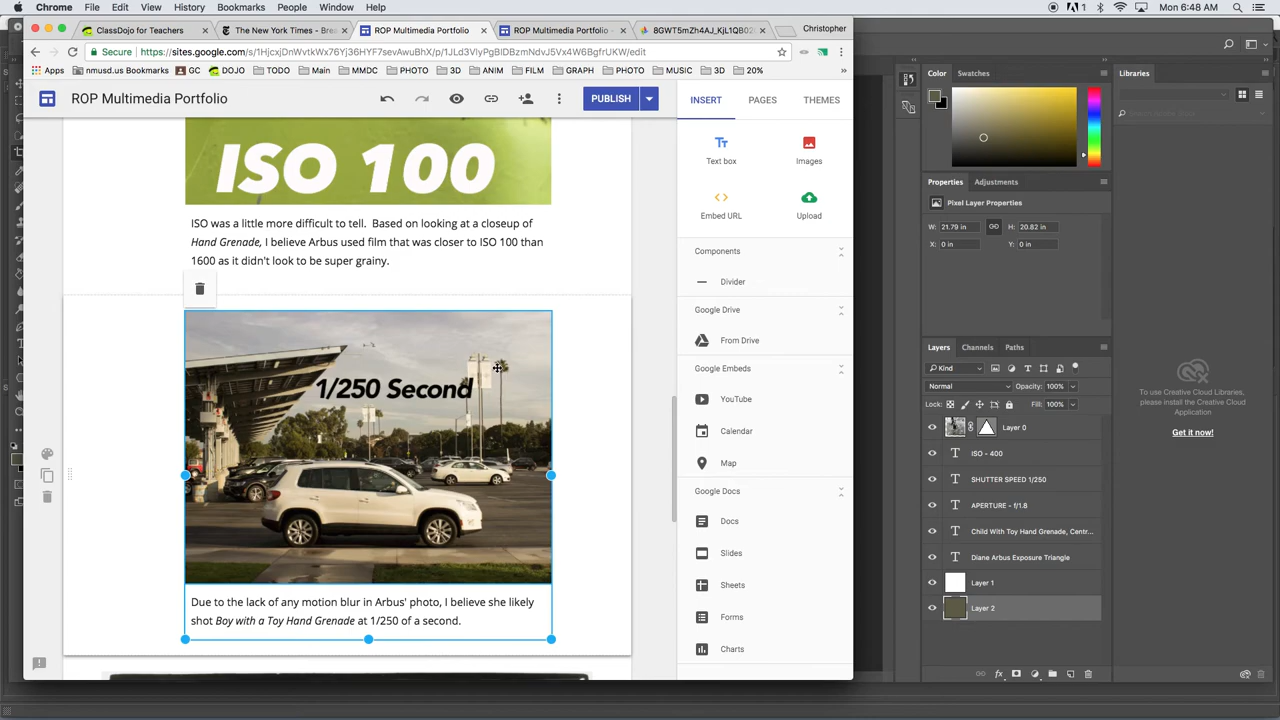 Chrome File Edit View History Bookmarks People Window Help
1 Mon 6:48 AM
ClassDojo for Teachers
The New York Times - Brea
ROP Multimedia Portfolio
ROP Multimedia Portfolio -
8GWT5mZh4AJ_KjL1QB02
Christopher
Secure https://sites.google.com/s/1HjcxjDnWvtkWx76Yj36HYF7sevAwuBhX/p/1JLd3VlyPgBIDBzmNdvJ5Vx4W6BgfrUKW/edit
Apps nmusd.us Bookmarks GC DOJO TODO Main MMDC PHOTO 3D ANIM FILM GRAPH PHOTO MUSIC 3D 20% »
ROP Multimedia Portfolio
PUBLISH
INSERT PAGES THEMES
Text box Images
Embed URL Upload
Components
Divider
Google Drive
From Drive
Google Embeds
YouTube
Calendar
Map
Google Docs
Docs
Slides
Sheets
Forms
Charts
ISO 100
ISO was a little more difficult to tell. Based on looking at a closeup of
Hand Grenade, I believe Arbus used film that was closer to ISO 100 than
1600 as it didn't look to be super grainy.
1/250 Second
Due to the lack of any motion blur in Arbus' photo, I believe she likely
shot Boy with a Toy Hand Grenade at 1/250 of a second.
Color Swatches
Properties Adjustments
Pixel Layer Properties
W: 21.79 in H: 20.82 in
X: 0 in Y: 0 in
Layers Channels Paths
Kind
Normal Opacity: 100%
Lock: Fill: 100%
Layer 0
ISO - 400
SHUTTER SPEED 1/250
APERTURE - f/1.8
Child With Toy Hand Grenade, Centr...
Diane Arbus Exposure Triangle
Layer 1
Layer 2
Libraries
To use Creative Cloud Libraries,
please install the Creative Cloud
Application
Get it now!